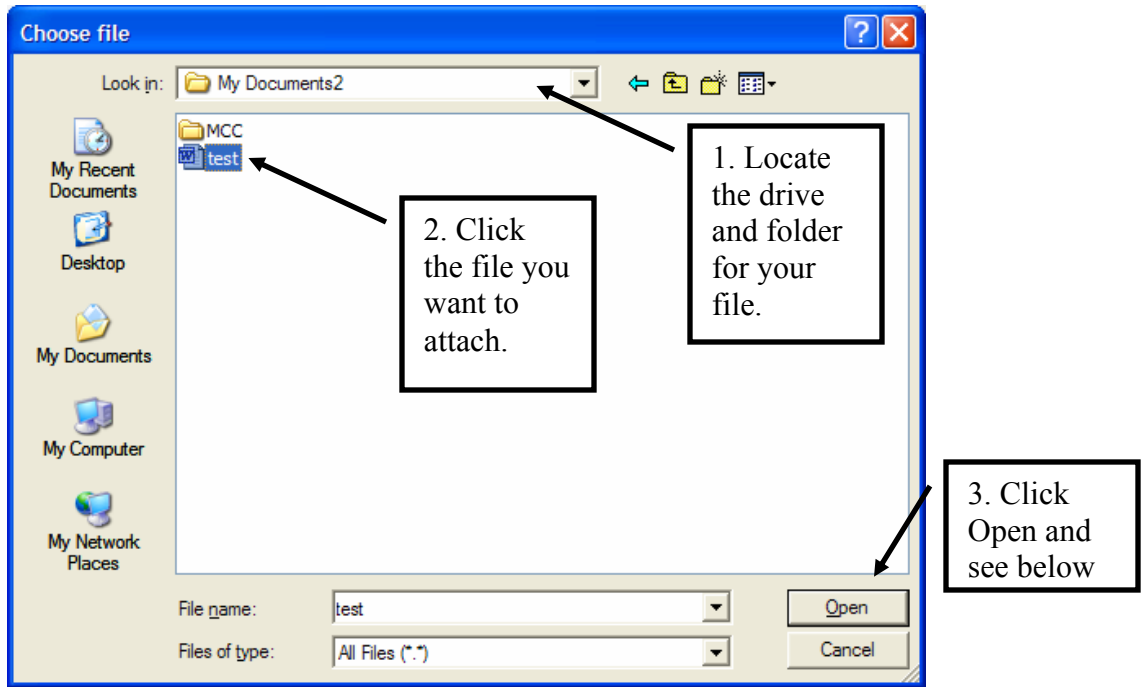 Choose file
Look in:
My Documents2
MCC
test
My Recent
Documents
Desktop
My Documents
My Computer
My Network
Places
1. Locate
the drive
and folder
for your
file.
2. Click
the file you
want to
attach.
3. Click
Open and
see below
File name:
test
Open
Files of type:
All Files (*.*)
Cancel